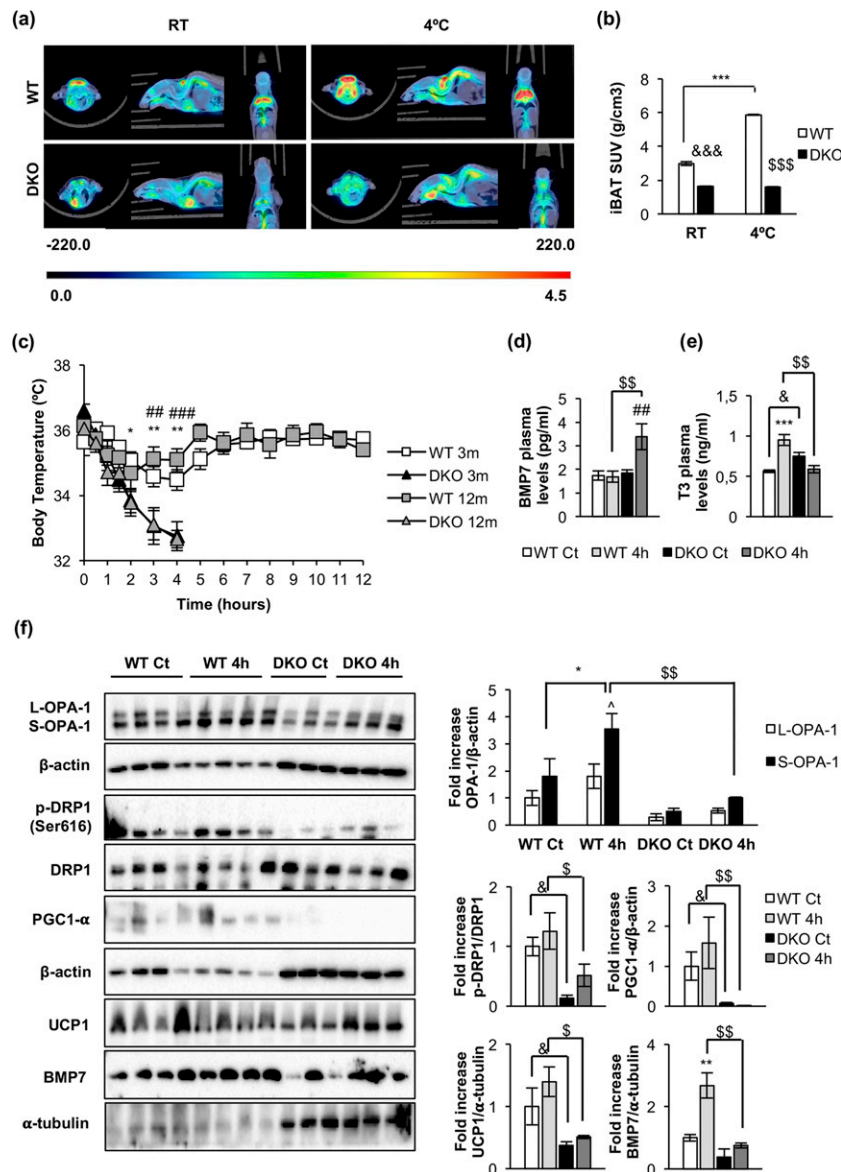 (a)
RT
4ºC
WT
DKO
-220.0
220.0
0.0
4.5
(b)
iBAT SUV (g/cm3)
8
6
4
2
0
***
&&&
$$$
WT
DKO
RT
4ºC
(c)
Body Temperature (ºC)
38
36
34
32
*
##
**
###
**
WT 3m
DKO 3m
WT 12m
DKO 12m
0 1 2 3 4 5 6 7 8 9 10 11 12
Time (hours)
(d)
BMP7 plasma
levels (pg/ml)
5
4
3
2
1
0
$$
##
(e)
T3 plasma
levels (ng/ml)
1,5
1
0,5
0
$$
&
***
WT Ct WT 4h DKO Ct DKO 4h
(f)
WT Ct WT 4h DKO Ct DKO 4h
L-OPA-1
S-OPA-1
β-actin
p-DRP1
(Ser616)
DRP1
PGC1-α
β-actin
UCP1
BMP7
α-tubulin
Fold increase
OPA-1/β-actin
5
4
3
2
1
0
*
$$
^
L-OPA-1
S-OPA-1
WT Ct WT 4h DKO Ct DKO 4h
Fold increase
p-DRP1/DRP1
2
1
0
&
$
Fold increase
PGC1-α/β-actin
4
3
2
1
0
&
$$
WT Ct
WT 4h
DKO Ct
DKO 4h
Fold increase
UCP1/α-tubulin
2
1
0
&
$
Fold increase
BMP7/α-tubulin
4
2
0
**
$$